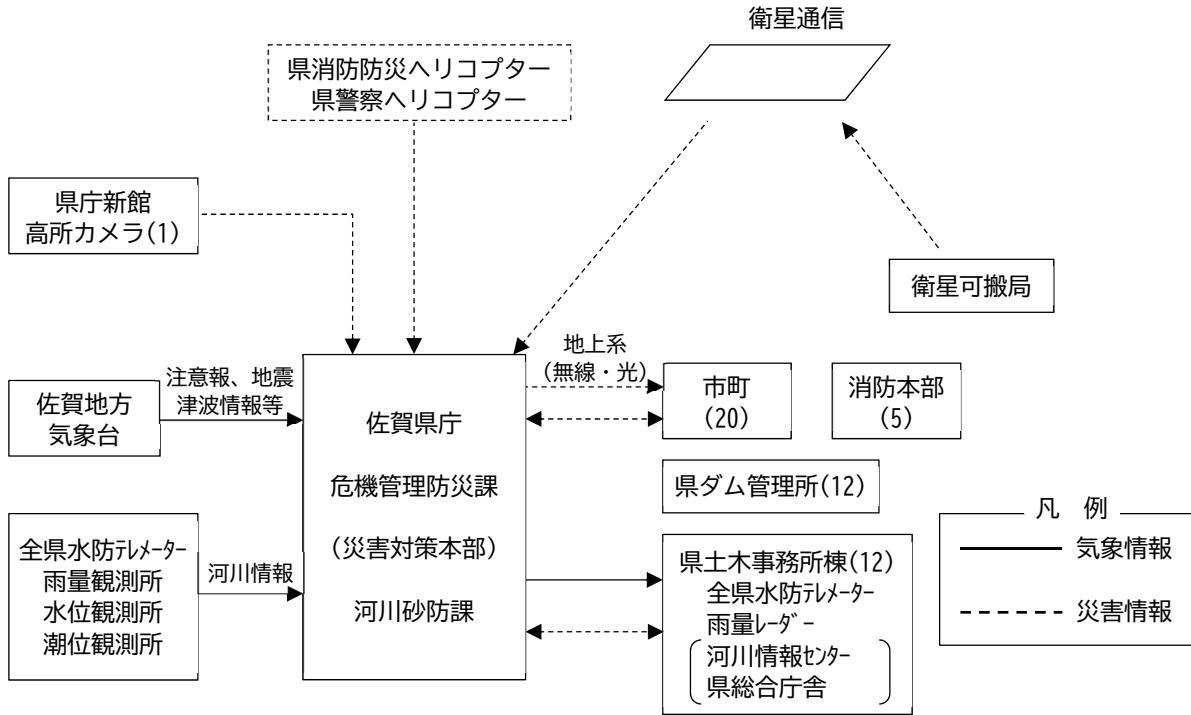 衛星通信
県消防防災ヘリコプター
県警察ヘリコプター
県庁新館
高所カメラ(1)
衛星可搬局
地上系
(無線・光)
注意報、地震
津波情報等
佐賀地方
気象台
佐賀県庁
危機管理防災課
(災害対策本部)
河川砂防課
市町
(20)
消防本部
(5)
県ダム管理所(12)
全県水防ﾃﾚﾒｰﾀｰ
雨量観測所
水位観測所
潮位観測所
河川情報
県土木事務所棟(12)
全県水防ﾃﾚﾒｰﾀｰ
雨量ﾚｰﾀﾞｰ
河川情報ｾﾝﾀｰ
県総合庁舎
凡　例
気象情報
災害情報